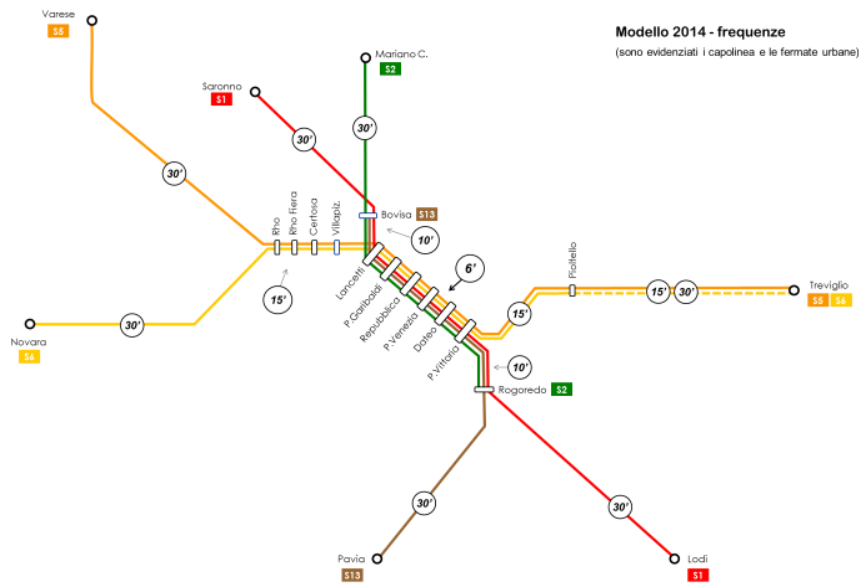 Modello 2014 - frequenze
(sono evidenziati i capolinea e le fermate urbane)
Varese
S5
Mariano C.
S2
Saronno
S1
30'
30'
30'
Rho
Rho Fiera
Certosa
Villapiz.
Bovisa S13
10'
15'
6'
Lancetti
P.Garibaldi
Repubblica
P.Venezia
Dateo
P.Vittoria
Pioltello
15'
15' 30'
Treviglio
S5 S6
30'
Novara
S6
10'
Rogoredo S2
30'
30'
Pavia
S13
Lodi
S1